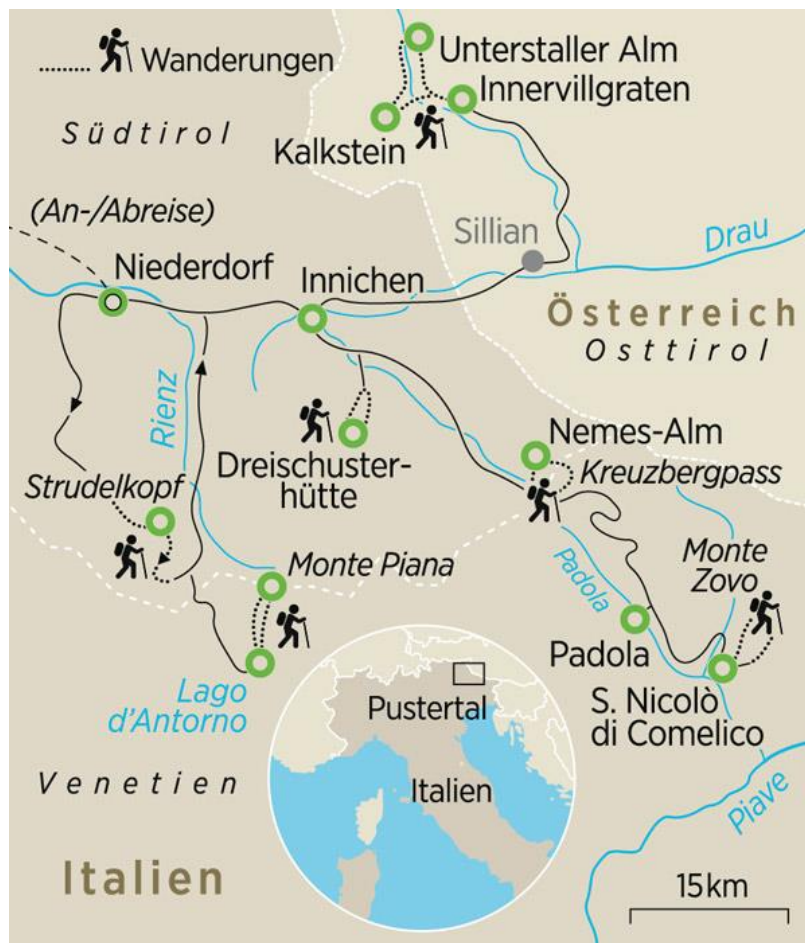 Wanderungen
Unterstaller Alm
Innervillgraten
Südtirol
Kalkstein
(An-/Abreise)
Sillian
Drau
Niederdorf
Innichen
Österreich
Osttirol
Rienz
Nemes-Alm
Kreuzbergpass
Dreischuster-
hütte
Strudelkopf
Monte Piana
Padola
Monte
Zovo
Padola
Lago
d'Antorno
S. Nicolò
di Comelico
Pustertal
Venetien
Italien
Piave
Italien
15 km